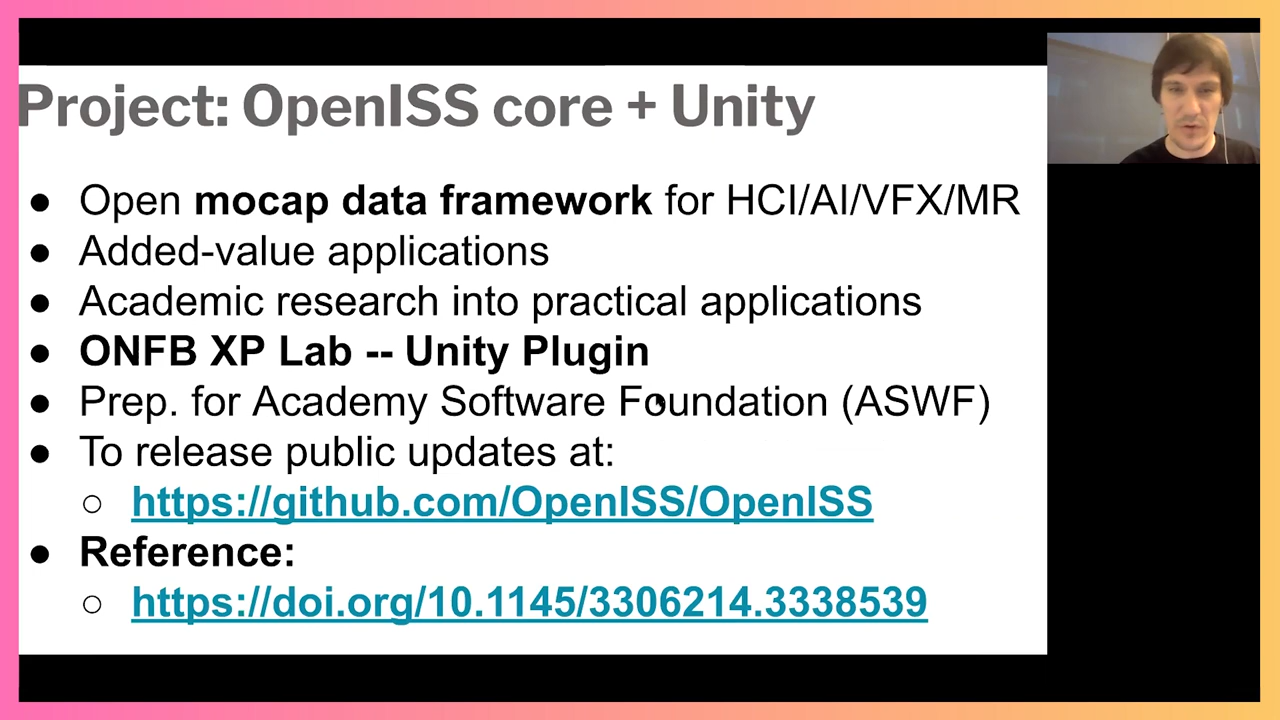 Project: OpenISS core + Unity
● Open mocap data framework for HCI/AI/VFX/MR
● Added-value applications
● Academic research into practical applications
● ONFB XP Lab -- Unity Plugin
● Prep. for Academy Software Foundation (ASWF)
● To release public updates at:
○ https://github.com/OpenISS/OpenISS
● Reference:
○ https://doi.org/10.1145/3306214.3338539